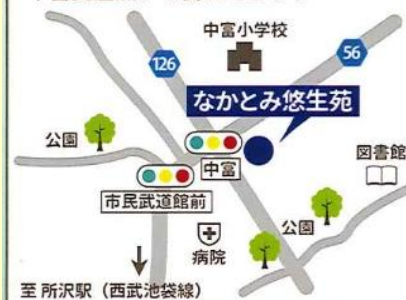 中富小学校
126
56
なかとみ悠生苑
公園
中富
図書館
市民武道館前
公園
病院
至 所沢駅（西武池袋線）